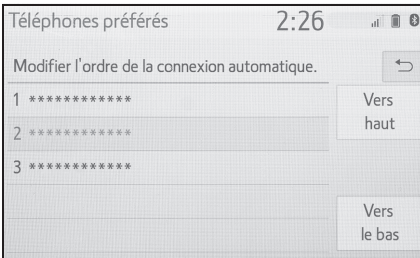 Téléphones préférés 2:26
Modifier l'ordre de la connexion automatique.
1 ************
Vers
haut
2 ************
3 ************
Vers
le bas